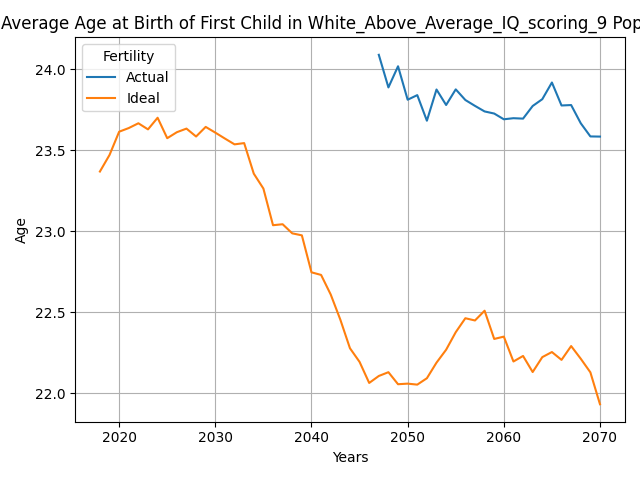 Average Age at Birth of First Child in White_Above_Average_IQ_scoring_9 Pop
Fertility
Actual
Ideal
24.0
23.5
23.0
22.5
22.0
Age
2020 2030 2040 2050 2060 2070
Years